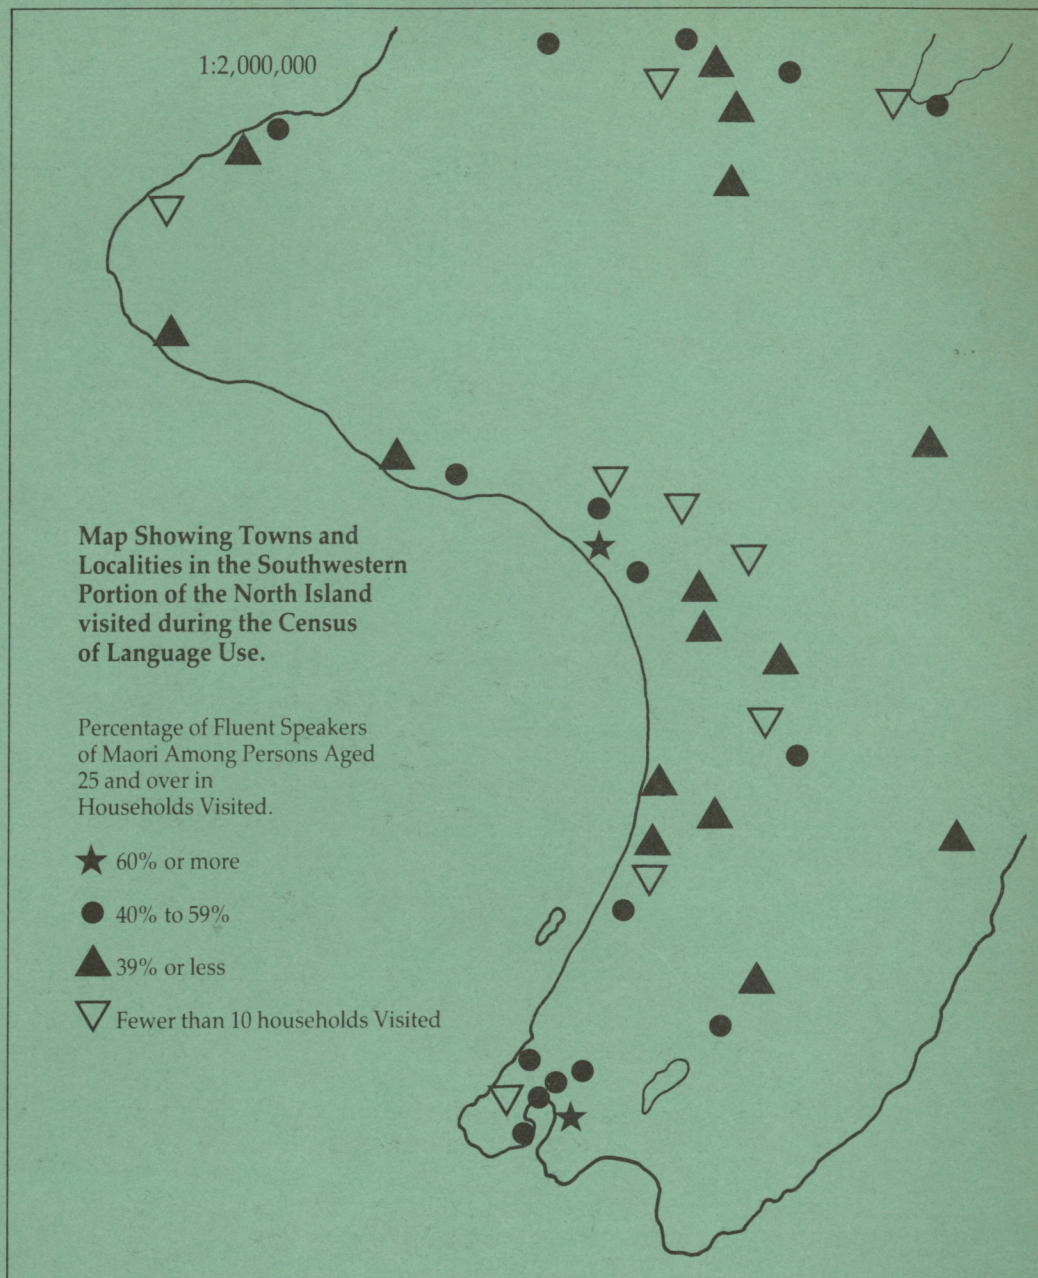 1:2,000,000
Map Showing Towns and
Localities in the Southwestern
Portion of the North Island
visited during the Census
of Language Use.
Percentage of Fluent Speakers
of Maori Among Persons Aged
25 and over in
Households Visited.
60% or more
40% to 59%
39% or less
Fewer than 10 households Visited